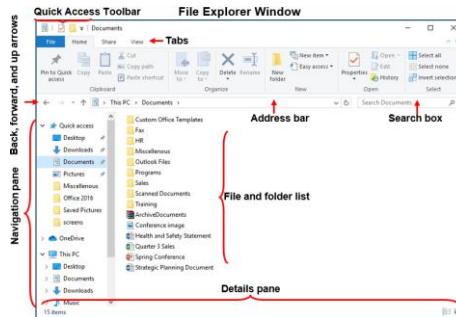 Quick Access Toolbar
File Explorer Window
Documents
File
Home
Share
View
Tabs
Pin to Quick access
Copy
Paste
Cut
Copy path
Paste shortcut
Clipboard
Move to
Copy to
Delete
Rename
Organize
New folder
New item
Easy access
New
Properties
Open
Edit
History
Open
Select all
Select none
Invert selection
Select
Back, forward, and up arrows
This PC > Documents >
Search Documents
Address bar
Search box
Navigation pane
Quick access
Desktop
Downloads
Documents
Pictures
Miscellenous
Office 2016
Saved Pictures
screens
OneDrive
This PC
Desktop
Documents
Downloads
Music
Custom Office Templates
Fax
HR
Miscellenous
Outlook Files
Programs
Sales
Scanned Documents
Training
ArchiveDocuments
Conference image
Health and Safety Statement
Quarter 3 Sales
Spring Conference
Strategic Planning Document
File and folder list
Details pane
15 items